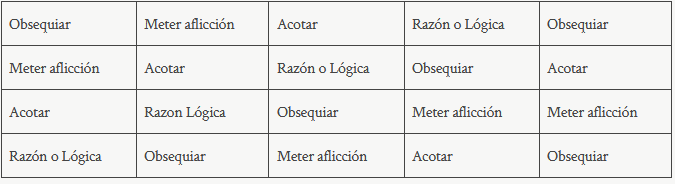 Obsequiar Meter aflicción Acotar Razón o Lógica Obsequiar
Meter aflicción Acotar Razón o Lógica Obsequiar Acotar
Acotar Razon Lógica Obsequiar Meter aflicción Meter aflicción
Razón o Lógica Obsequiar Meter aflicción Acotar Obsequiar